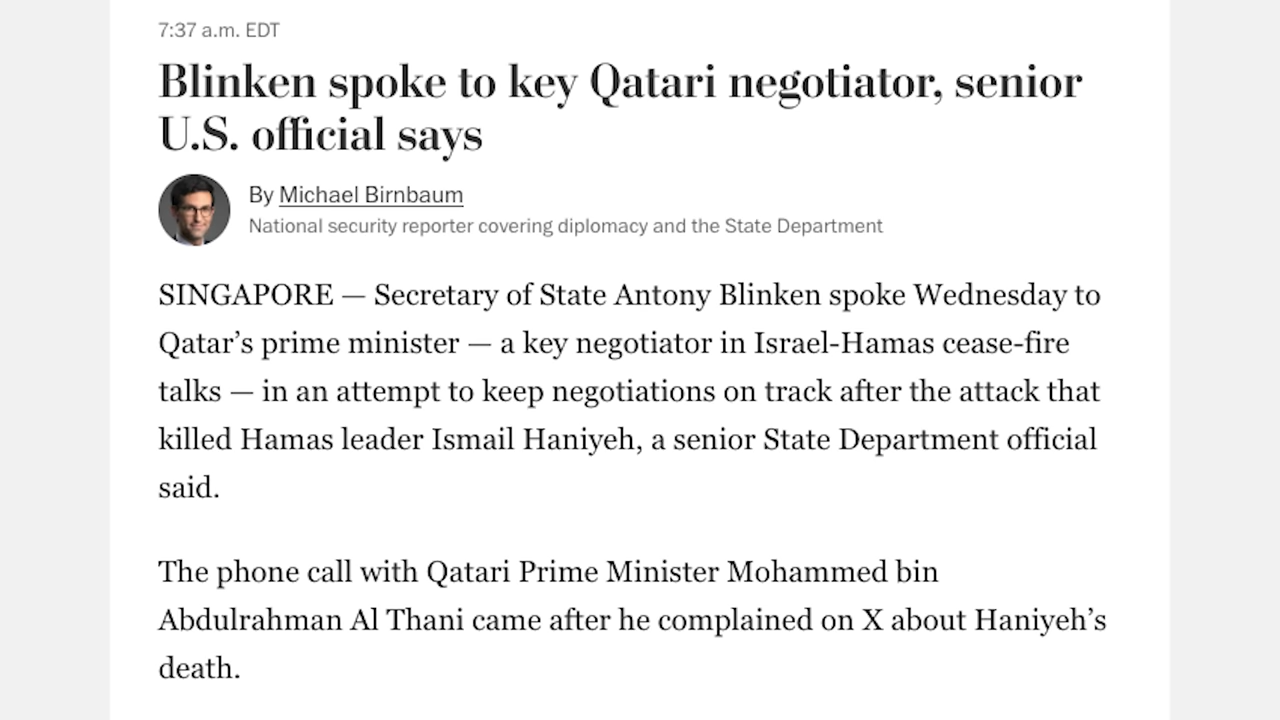 7:37 a.m. EDT
Blinken spoke to key Qatari negotiator, senior
U.S. official says
By Michael Birnbaum
National security reporter covering diplomacy and the State Department
SINGAPORE — Secretary of State Antony Blinken spoke Wednesday to
Qatar’s prime minister — a key negotiator in Israel-Hamas cease-fire
talks — in an attempt to keep negotiations on track after the attack that
killed Hamas leader Ismail Haniyeh, a senior State Department official
said.
The phone call with Qatari Prime Minister Mohammed bin
Abdulrahman Al Thani came after he complained on X about Haniyeh’s
death.